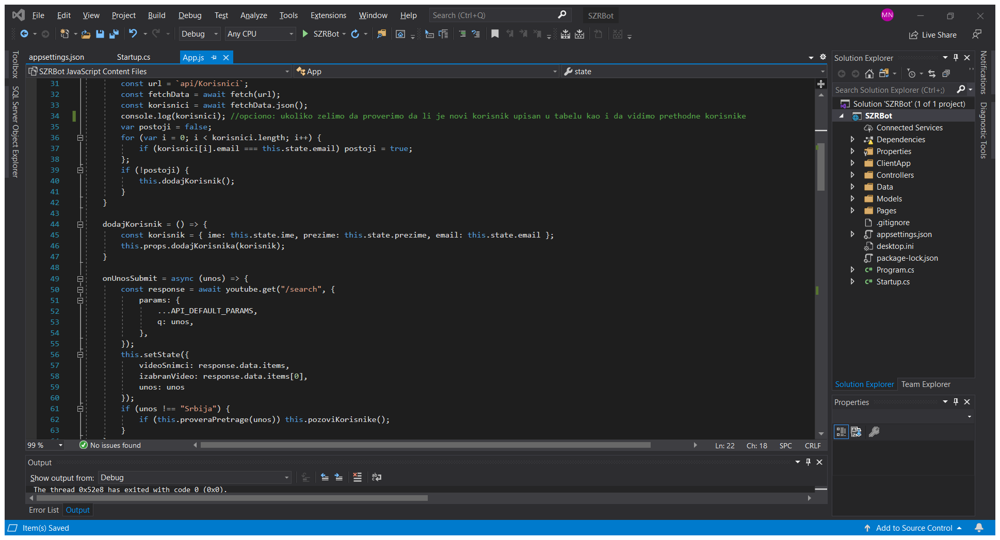 File Edit View Project Build Debug Test Analyze Tools Extensions Window Help Search (Ctrl+Q) SZRBot MN
Debug Any CPU SZRBot Live Share
Toolbox
SQL Server Object Explorer
appsettings.json Startup.cs App.js
SZRBot JavaScript Content Files App state
31 const url = `api/Korisnici`;
32 const fetchData = await fetch(url);
33 const korisnici = await fetchData.json();
34 console.log(korisnici); //opciono: ukoliko zelimo da proverimo da li je novi korisnik upisan u tabelu kao i da vidimo prethodne korisnike
35 var postoji = false;
36 for (var i = 0; i < korisnici.length; i++) {
37 if (korisnici[i].email === this.state.email) postoji = true;
38 };
39 if (!postoji) {
40 this.dodajKorisnik();
41 }
42 }
43
44 dodajKorisnik = () => {
45 const korisnik = { ime: this.state.ime, prezime: this.state.prezime, email: this.state.email };
46 this.props.dodajKorisnika(korisnik);
47 }
48
49 onUnosSubmit = async (unos) => {
50 const response = await youtube.get("/search", {
51 params: {
52 ...API_DEFAULT_PARAMS,
53 q: unos,
54 },
55 });
56 this.setState({
57 videoSnimci: response.data.items,
58 izabranVideo: response.data.items[0],
59 unos: unos
60 });
61 if (unos !== "Srbija") {
62 if (this.proveraPretrage(unos)) this.pozoviKorisnike();
63 }
99 % No issues found Ln: 22 Ch: 18 SPC CRLF
Output
Show output from: Debug
The thread 0x52e8 has exited with code 0 (0x0).
Error List Output
Solution Explorer
Search Solution Explorer (Ctrl+;)
Solution 'SZRBot' (1 of 1 project)
SZRBot
Connected Services
Dependencies
Properties
ClientApp
Controllers
Data
Models
Pages
.gitignore
appsettings.json
desktop.ini
package-lock.json
C# Program.cs
C# Startup.cs
Solution Explorer Team Explorer
Properties
Notifications
Diagnostic Tools
Item(s) Saved Add to Source Control